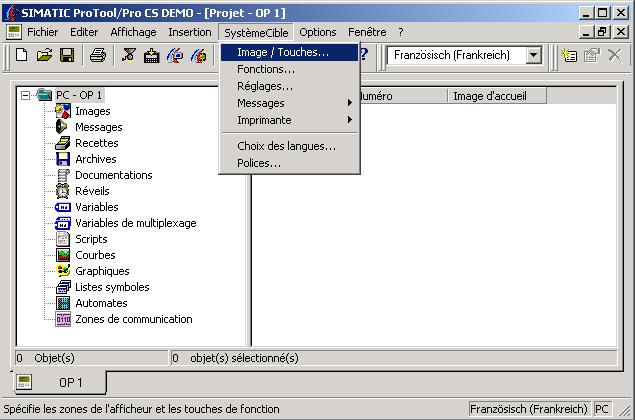 SIMATIC ProTool/Pro CS DEMO - [Projet - OP 1]
Fichier Editer Affichage Insertion SystèmeCible Options Fenêtre ?
Image / Touches...
Fonctions...
Réglages...
Messages
Imprimante
Choix des langues...
Polices...
? Französisch (Frankreich)
PC - OP 1
Images
Messages
Recettes
Archives
Documentations
Réveils
Variables
Variables de multiplexage
Scripts
Courbes
Graphiques
Listes symboles
Automates
Zones de communication
uméro Image d'accueil
0 Objet(s) 0 objet(s) sélectionné(s)
OP 1
Spécifie les zones de l'afficheur et les touches de fonction Französisch (Frankreich) PC